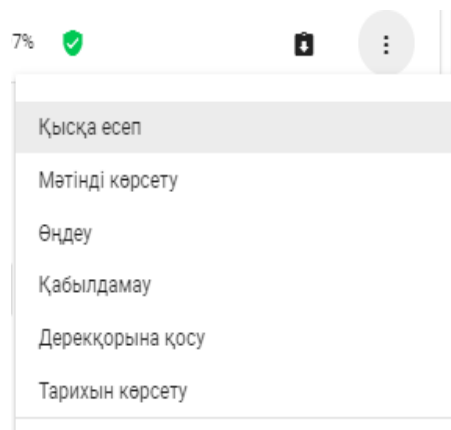 7%
Қысқа есеп
Мәтінді көрсету
Өңдеу
Қабылдамау
Дерекқорына қосу
Тарихын көрсету